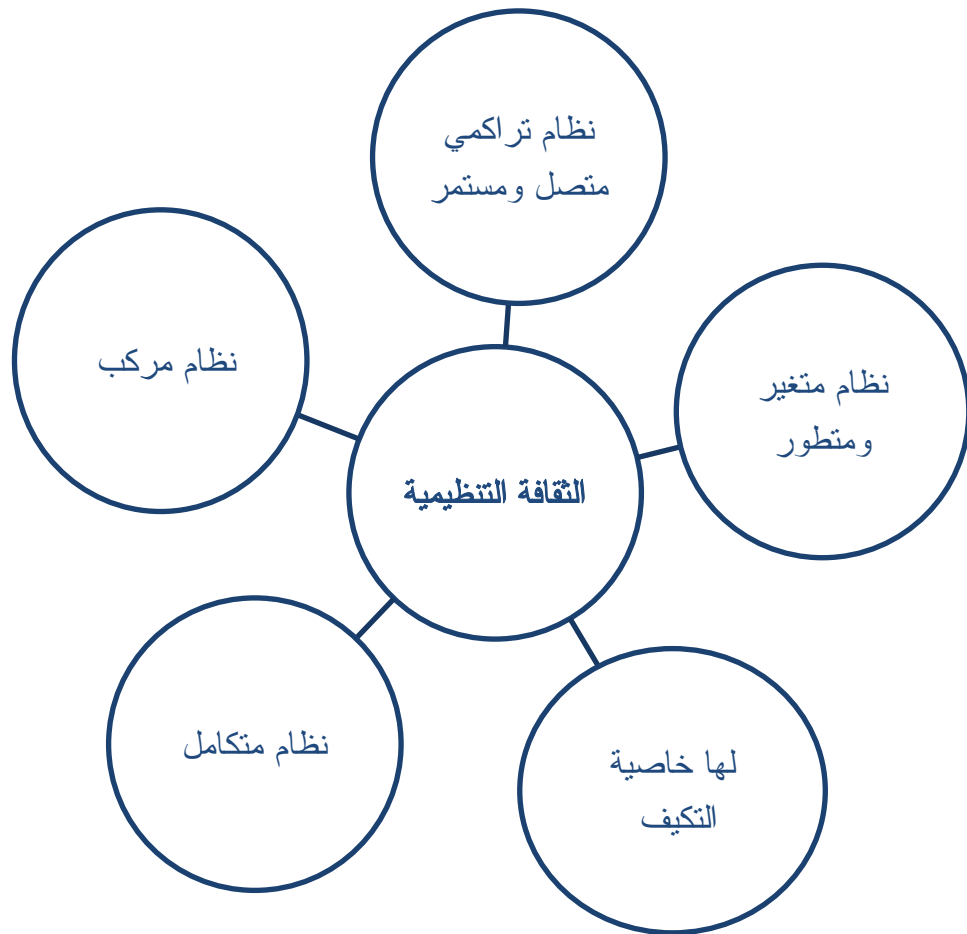 نظام تراكمي
متصل ومستمر
نظام متغير
ومتطور
نظام مركب
الثقافة التنظيمية
نظام متكامل
لها خاصية
التكيف